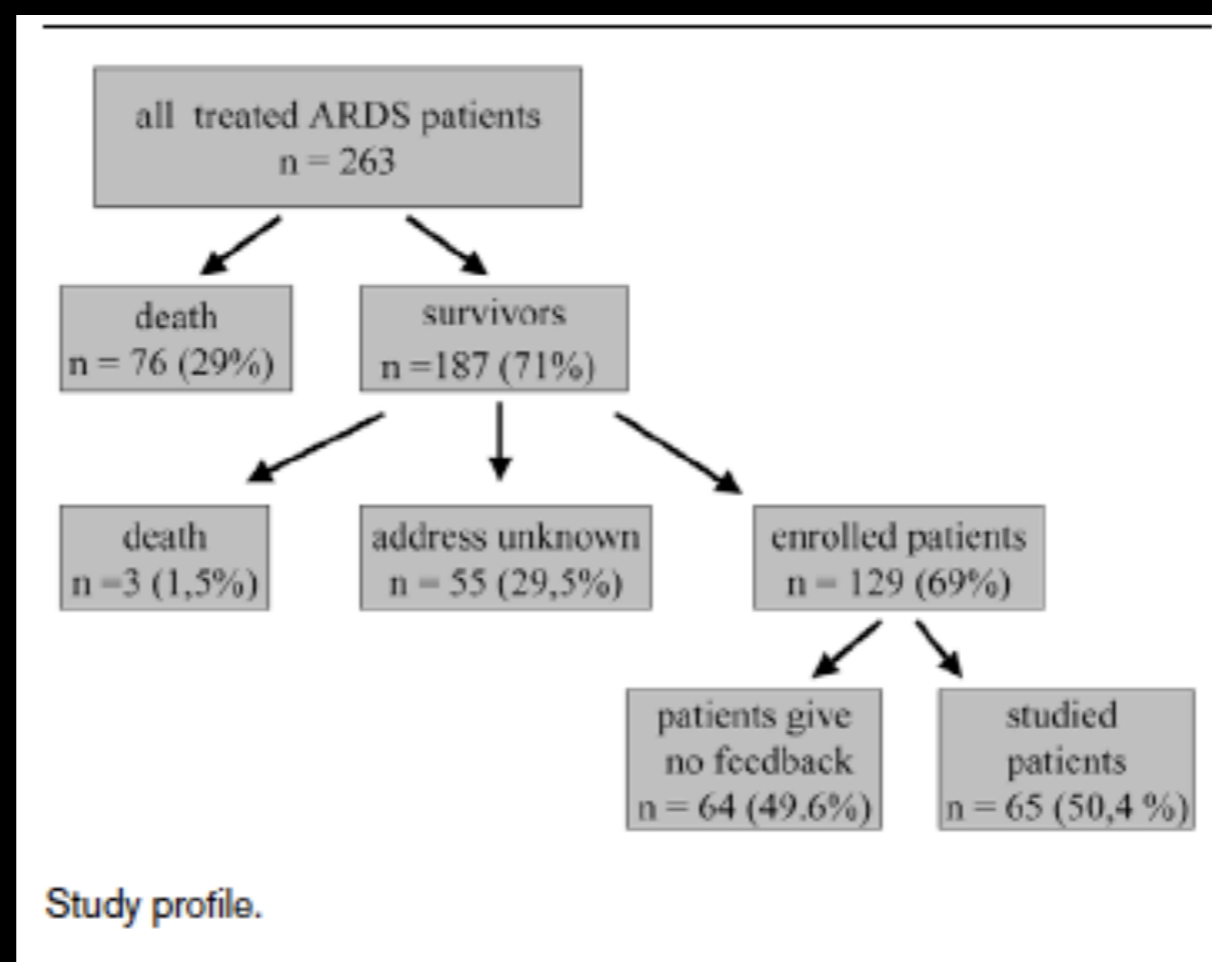 all treated ARDS patients
n = 263
death
n = 76 (29%)
survivors
n =187 (71%)
death
n =3 (1,5%)
address unknown
n = 55 (29,5%)
enrolled patients
n = 129 (69%)
patients give
no feedback
n = 64 (49.6%)
studied
patients
n = 65 (50,4 %)
Study profile.